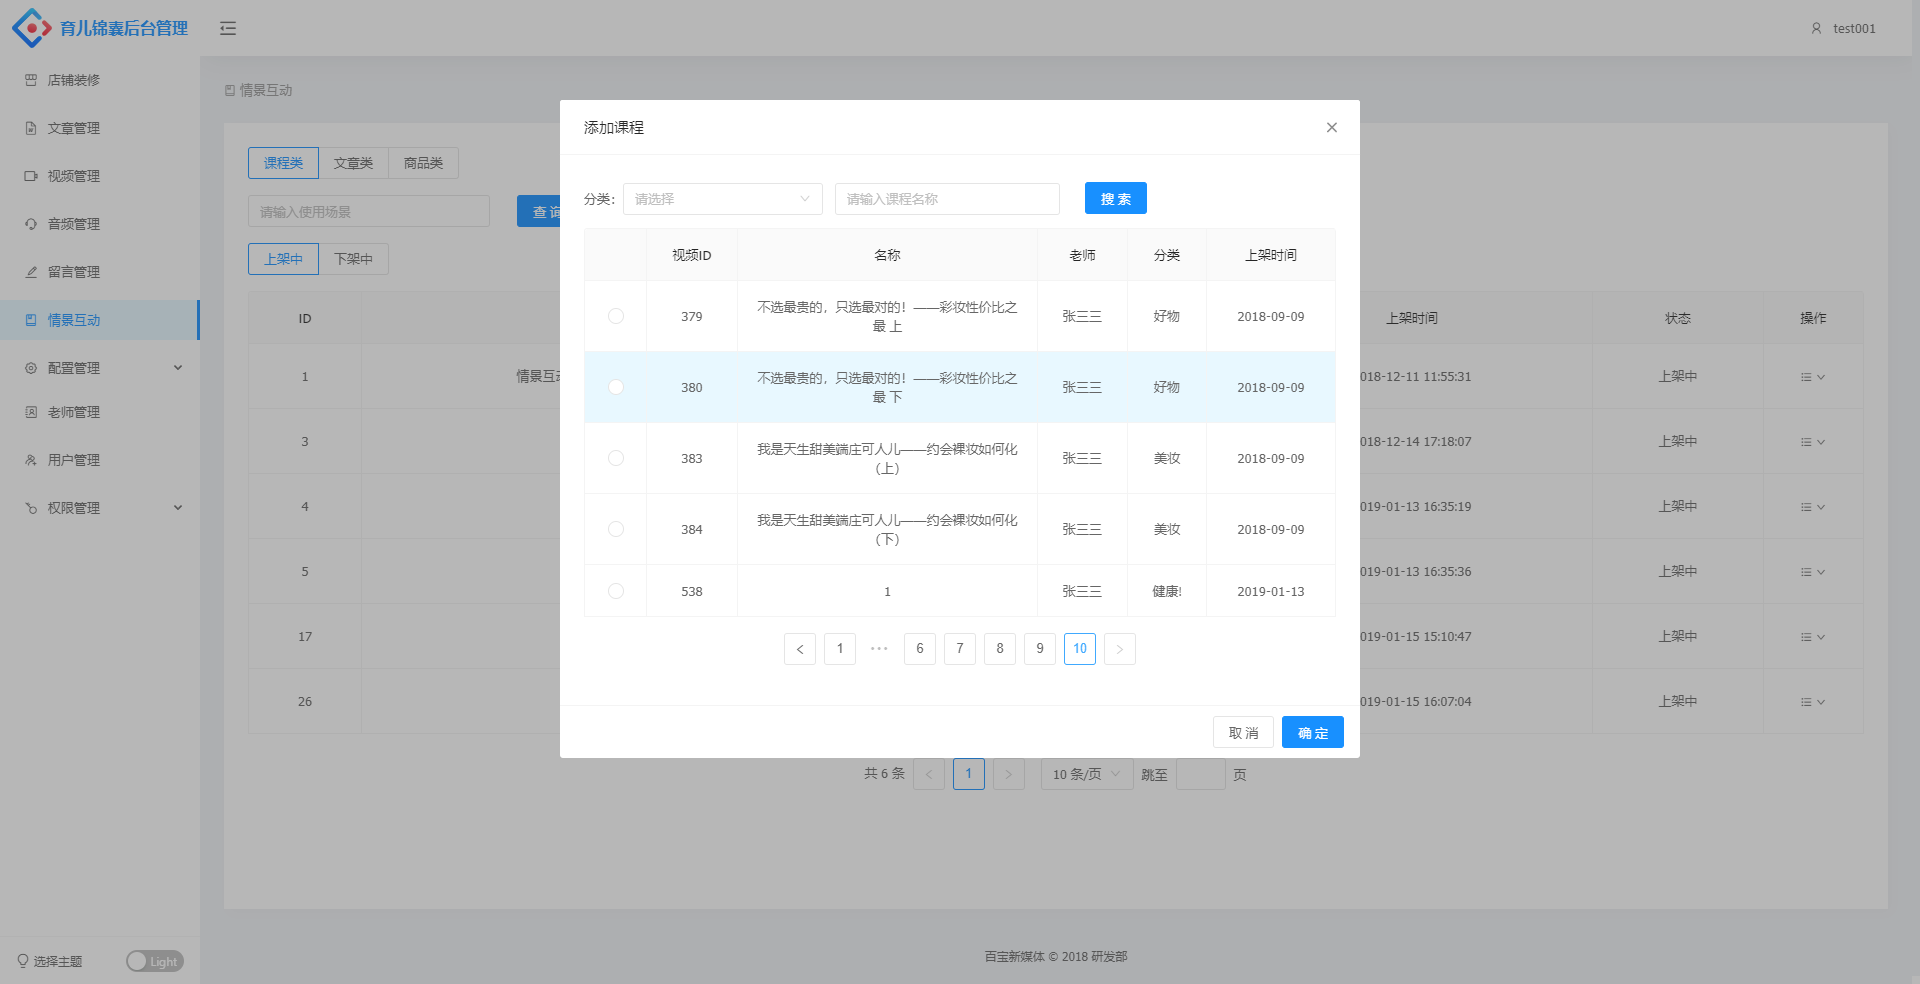 育儿锦囊后台管理
test001
店铺装修
文章管理
视频管理
音频管理
留言管理
情景互动
配置管理
老师管理
用户管理
权限管理
选择主题
Light
情景互动
课程类 文章类 商品类
请输入使用场景
查 询
上架中 下架中
ID 上架时间 状态 操作
1 情景互动 018-12-11 11:55:31 上架中
3 018-12-14 17:18:07 上架中
4 019-01-13 16:35:19 上架中
5 019-01-13 16:35:36 上架中
17 019-01-15 15:10:47 上架中
26 019-01-15 16:07:04 上架中
共 6 条 < 1 > 10 条/页 跳至 页
百宝新媒体 © 2018 研发部
添加课程
分类: 请选择 请输入课程名称 搜 索
视频ID 名称 老师 分类 上架时间
379 不选最贵的，只选最对的！——彩妆性价比之
最 上 张三三 好物 2018-09-09
380 不选最贵的，只选最对的！——彩妆性价比之
最 下 张三三 好物 2018-09-09
383 我是天生甜美端庄可人儿——约会裸妆如何化
（上） 张三三 美妆 2018-09-09
384 我是天生甜美端庄可人儿——约会裸妆如何化
（下） 张三三 美妆 2018-09-09
538 1 张三三 健康! 2019-01-13
< 1 ••• 6 7 8 9 10 >
取 消 确 定